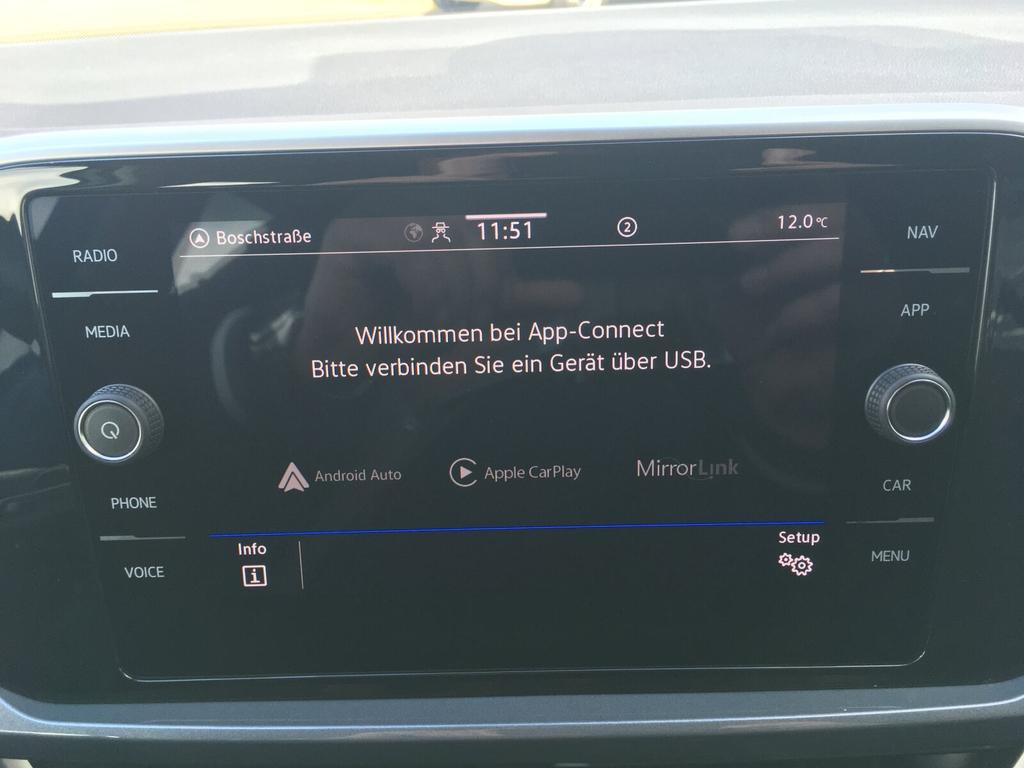 RADIO
MEDIA
PHONE
VOICE
Boschstraße
11:51
2
12.0 °C
Willkommen bei App-Connect
Bitte verbinden Sie ein Gerät über USB.
Android Auto
Apple CarPlay
MirrorLink
Info
i
Setup
NAV
APP
CAR
MENU